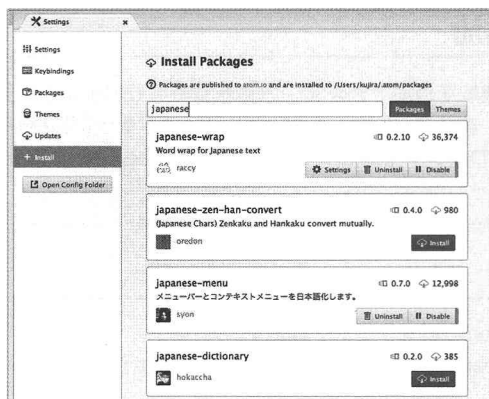 Settings
Settings
Keybindings
Packages
Themes
Updates
+ Install
Open Config Folder
Install Packages
Packages are published to atom.io and are installed to /Users/kujira/.atom/packages
japanese
Packages Themes
japanese-wrap 0.2.10 36,374
Word wrap for Japanese text
raccy Settings Uninstall Disable
japanese-zen-han-convert 0.4.0 980
(Japanese Chars) Zenkaku and Hankaku convert mutually.
oredon Install
japanese-menu 0.7.0 12,998
メニューバーとコンテキストメニューを日本語化します。
syon Uninstall Disable
japanese-dictionary 0.2.0 385
hokaccha Install